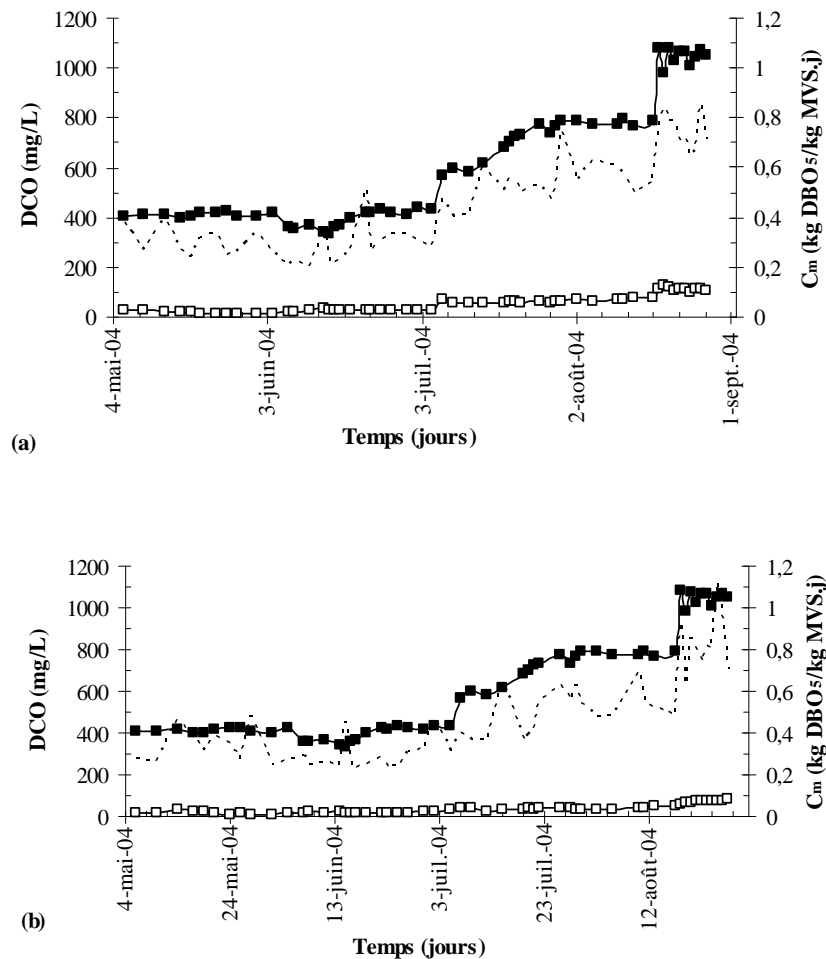 1200
1000
800
600
400
200
0
DCO (mg/L)
1,2
1
0,8
0,6
0,4
0,2
0
Cm (kg DBO5/kg MVS.j)
4-mai-04
3-juin-04
3-juil.-04
2-août-04
1-sept.-04
Temps (jours)
(a)
1200
1000
800
600
400
200
0
DCO (mg/L)
1,2
1
0,8
0,6
0,4
0,2
0
Cm (kg DBO5/kg MVS.j)
4-mai-04
24-mai-04
13-juin-04
3-juil.-04
23-juil.-04
12-août-04
Temps (jours)
(b)